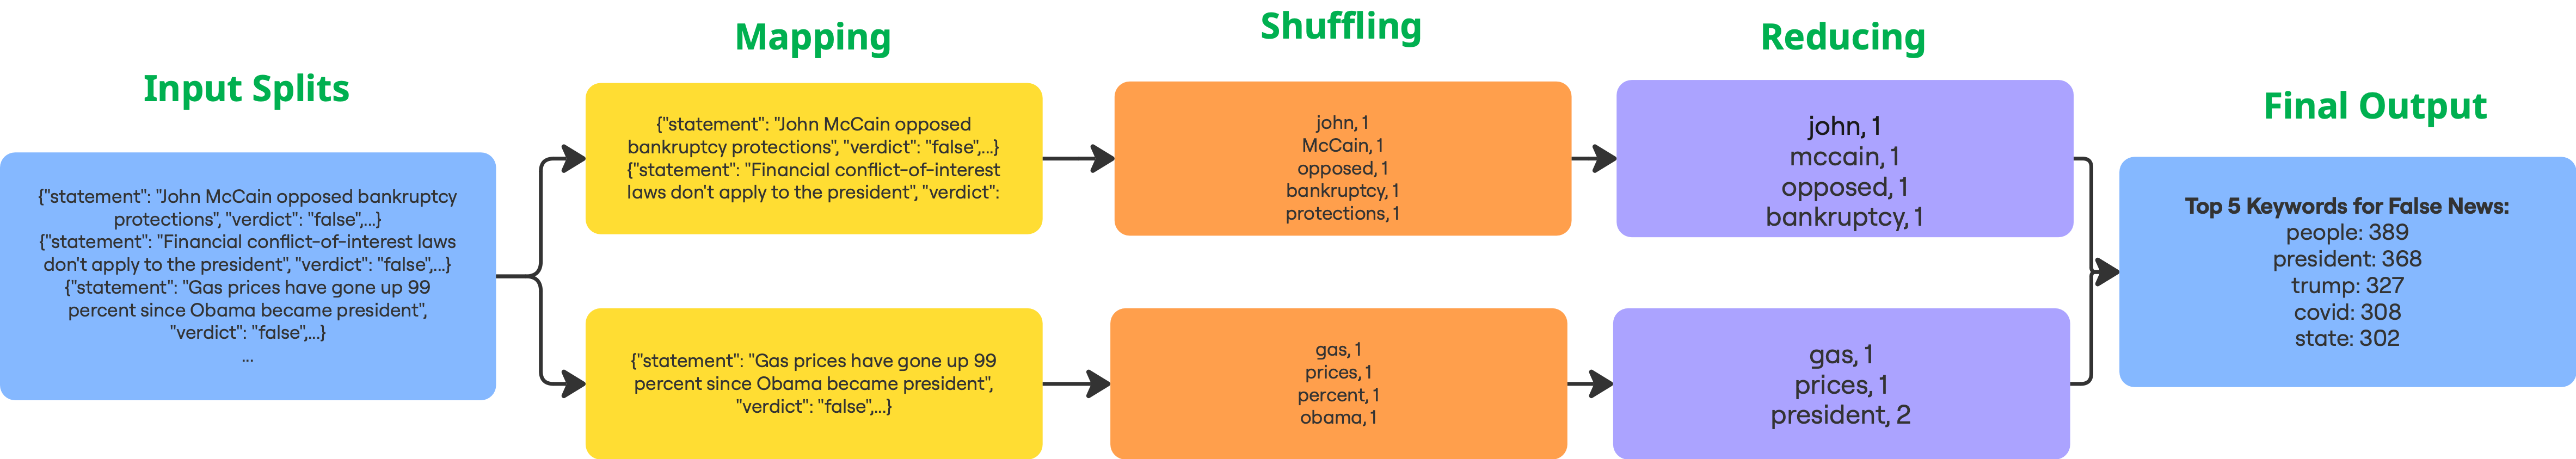 Input Splits
{"statement": "John McCain opposed bankruptcy
protections", "verdict": "false",...}
{"statement": "Financial conflict-of-interest laws
don't apply to the president", "verdict": "false",...}
{"statement": "Gas prices have gone up 99
percent since Obama became president",
"verdict": "false",...}
...
Mapping
{"statement": "John McCain opposed
bankruptcy protections", "verdict": "false",...}
{"statement": "Financial conflict-of-interest
laws don't apply to the president", "verdict":
{"statement": "Gas prices have gone up 99
percent since Obama became president",
"verdict": "false",...}
Shuffling
john, 1
McCain, 1
opposed, 1
bankruptcy, 1
protections, 1
gas, 1
prices, 1
percent, 1
obama, 1
Reducing
john, 1
mccain, 1
opposed, 1
bankruptcy, 1
gas, 1
prices, 1
president, 2
Final Output
Top 5 Keywords for False News:
people: 389
president: 368
trump: 327
covid: 308
state: 302